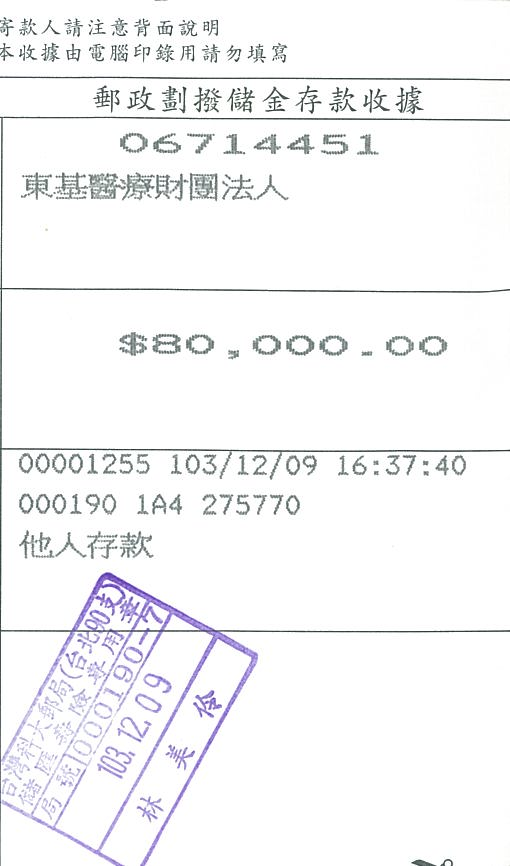 寄款人請注意背面說明
本收據由電腦印錄用請勿填寫
郵政劃撥儲金存款收據
06714451
東基醫療財團法人
$80,000.00
00001255 103/12/09 16:37:40
000190 1A4 275770
他人存款
台灣科大郵局(台北90支)
儲匯壽險專用章
局號000190-7
103.12.09
林美伶